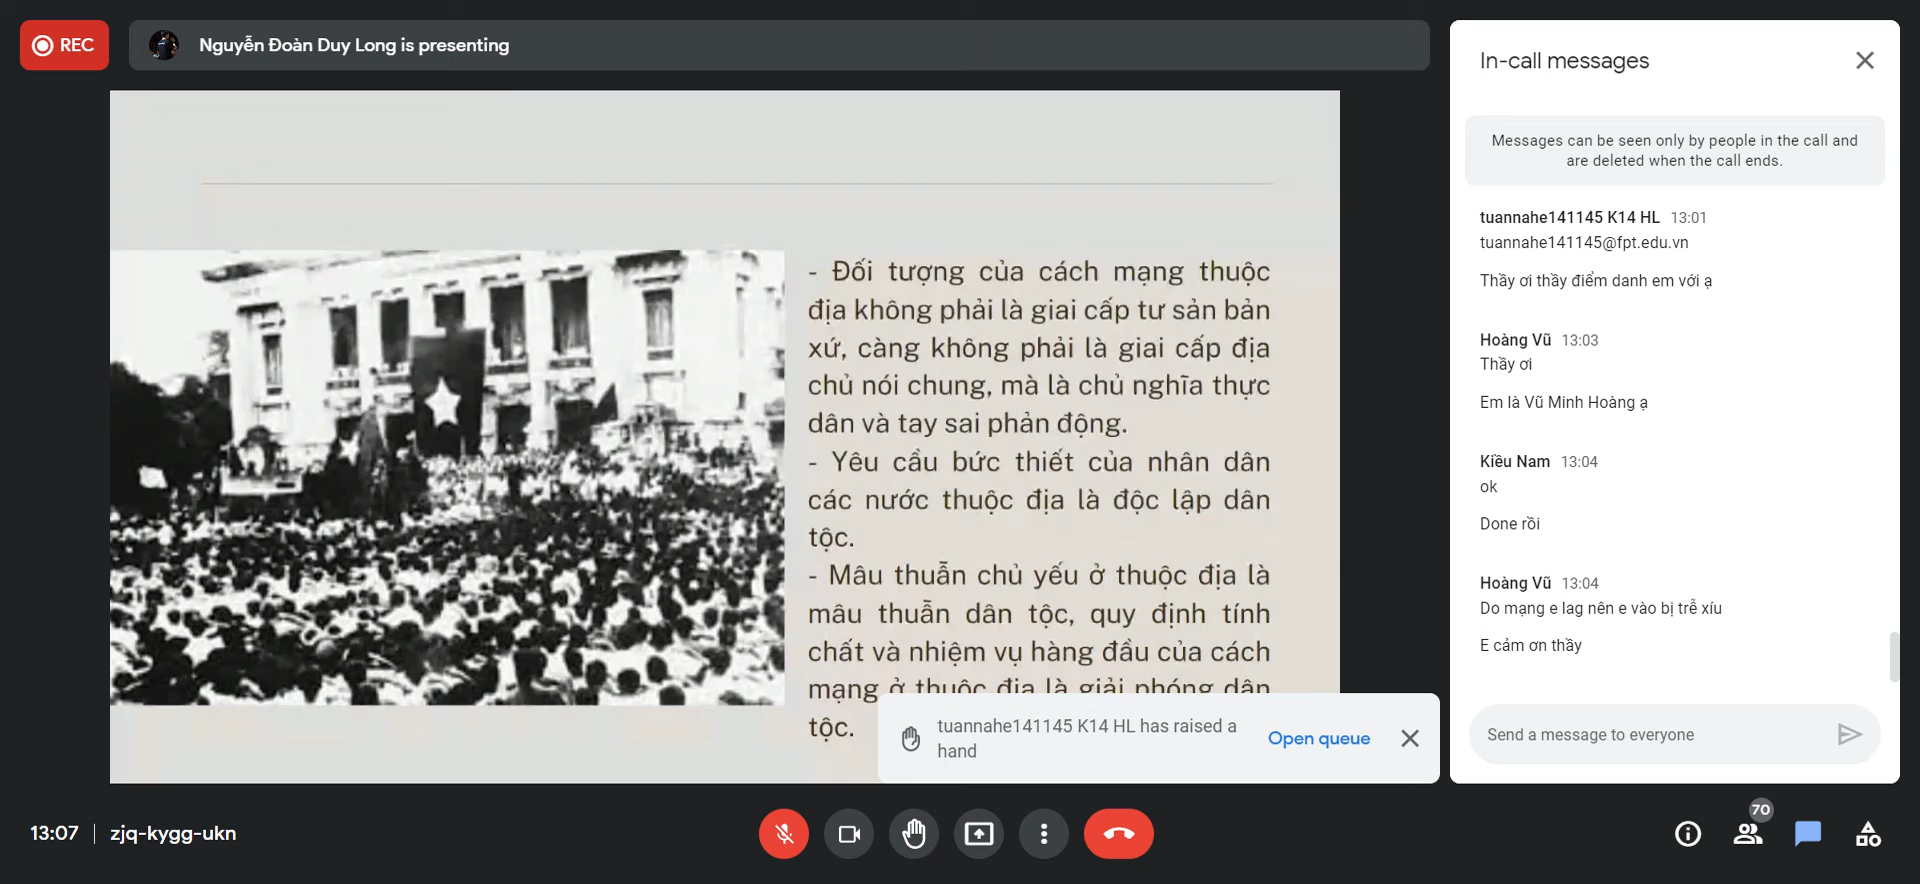 REC
Nguyễn Đoàn Duy Long is presenting
- Đối tượng của cách mạng thuộc
địa không phải là giai cấp tư sản bản
xứ, càng không phải là giai cấp địa
chủ nói chung, mà là chủ nghĩa thực
dân và tay sai phản động.
- Yêu cầu bức thiết của nhân dân
các nước thuộc địa là độc lập dân
tộc.
- Mâu thuẫn chủ yếu ở thuộc địa là
mâu thuẫn dân tộc, quy định tính
chất và nhiệm vụ hàng đầu của cách
mạng ở thuộc địa là giải phóng dân
tộc.
tuannahe141145 K14 HL has raised a
hand
Open queue
In-call messages
Messages can be seen only by people in the call and
are deleted when the call ends.
tuannahe141145 K14 HL 13:01
tuannahe141145@fpt.edu.vn
Thầy ơi thầy điểm danh em với ạ
Hoàng Vũ 13:03
Thầy ơi
Em là Vũ Minh Hoàng ạ
Kiều Nam 13:04
ok
Done rồi
Hoàng Vũ 13:04
Do mạng e lag nên e vào bị trễ xíu
E cảm ơn thầy
Send a message to everyone
13:07 | zjq-kygg-ukn
70